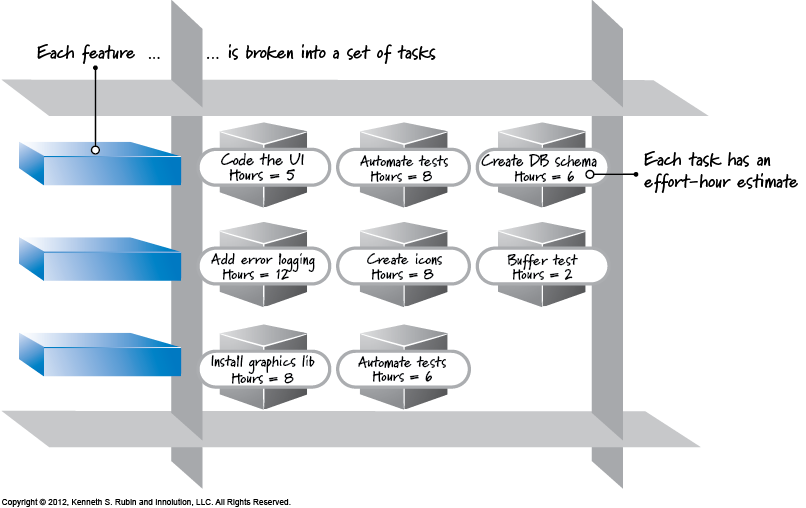 Each feature ...
... is broken into a set of tasks
Code the UI
Hours = 5
Automate tests
Hours = 8
Create DB schema
Hours = 6
Each task has an
effort-hour estimate
Add error logging
Hours = 12
Create icons
Hours = 8
Buffer test
Hours = 2
Install graphics lib
Hours = 8
Automate tests
Hours = 6
Copyright © 2012, Kenneth S. Rubin and Innolution, LLC. All Rights Reserved.